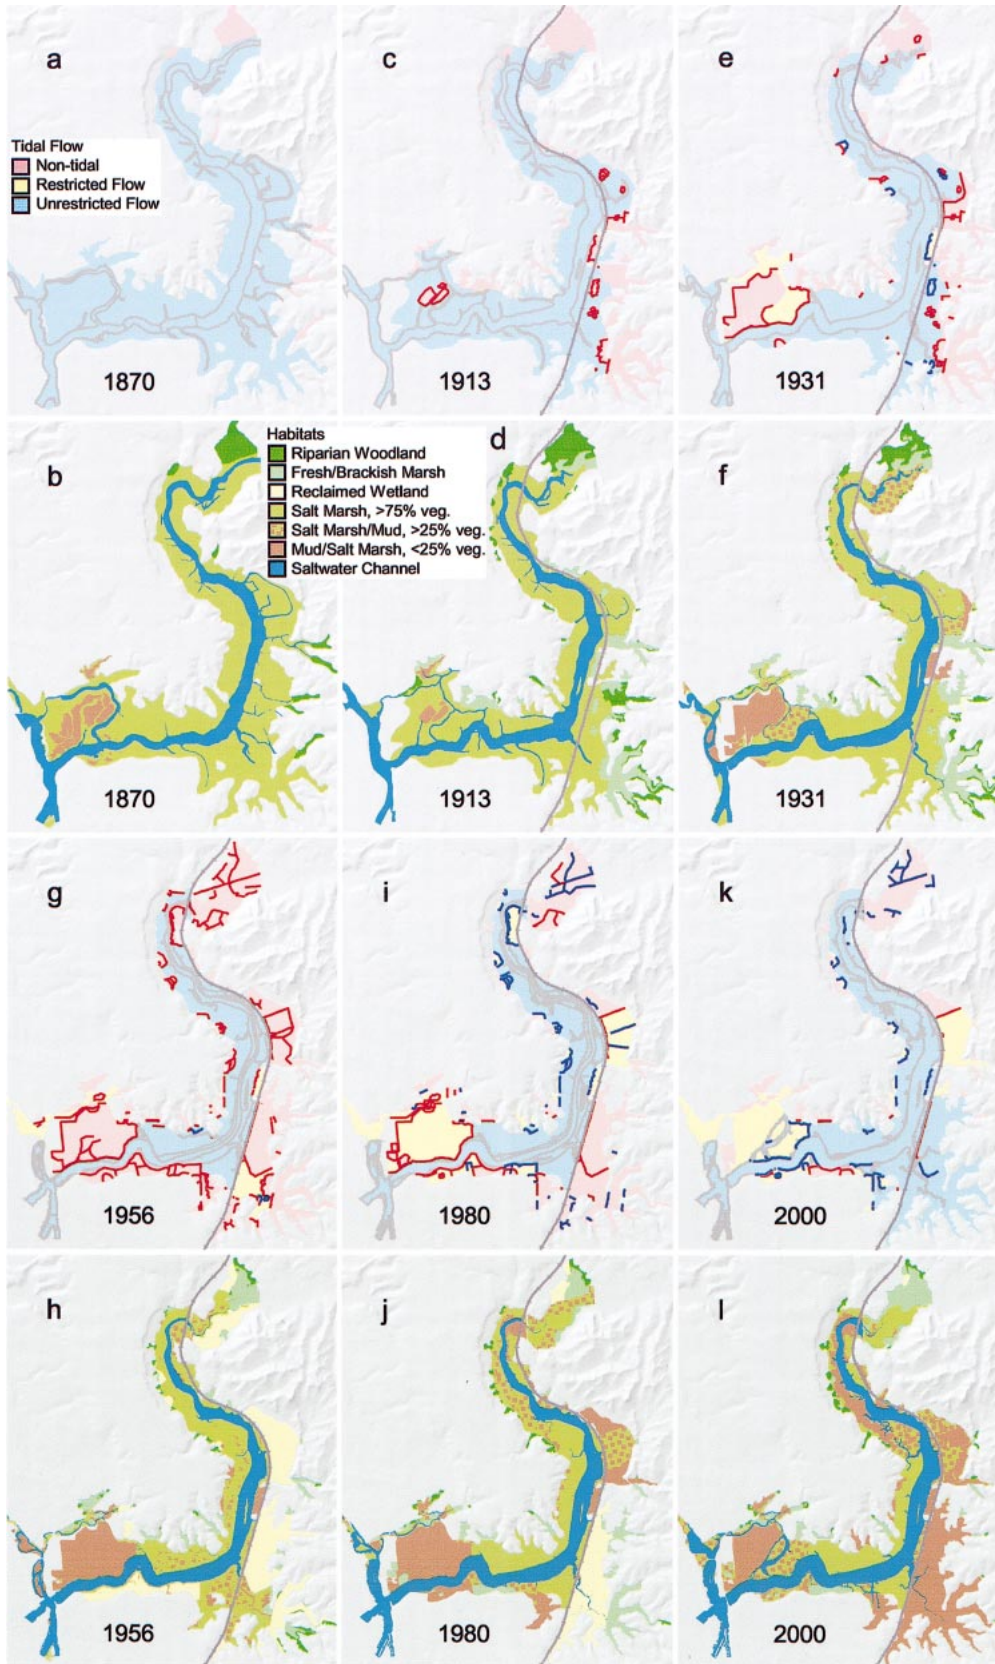 a
c
e
Tidal Flow
Non-tidal
Restricted Flow
Unrestricted Flow
1870
1913
1931
b
Habitats
Riparian Woodland
Fresh/Brackish Marsh
Reclaimed Wetland
Salt Marsh, >75% veg.
Salt Marsh/Mud, >25% veg.
Mud/Salt Marsh, <25% veg.
Saltwater Channel
d
f
1870
1913
1931
g
i
k
1956
1980
2000
h
j
l
1956
1980
2000